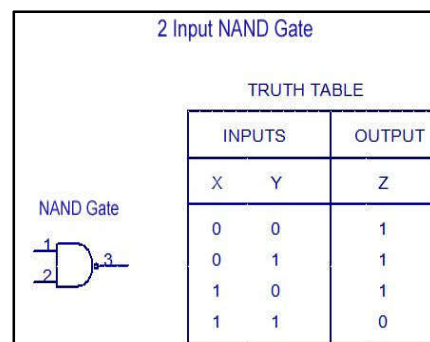 2 Input NAND Gate
TRUTH TABLE
INPUTS OUTPUT
X Y Z
NAND Gate
0 0 1
1
0 1 1
3
2
1 0 1
1 1 0